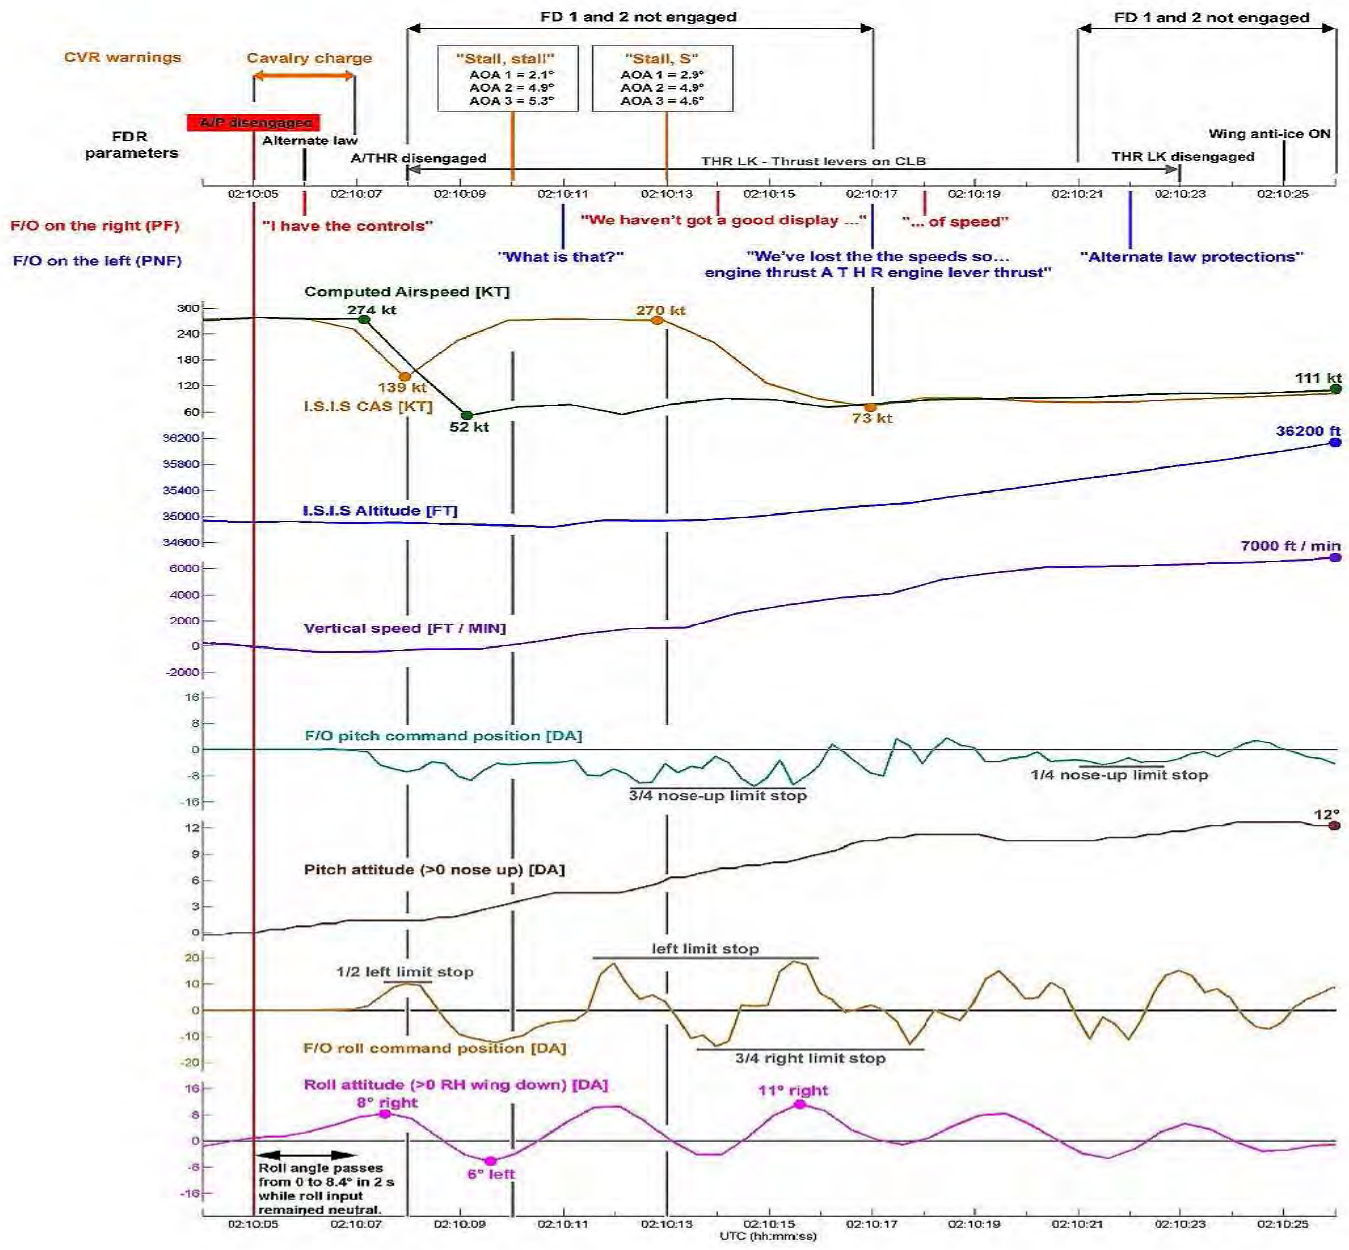 FD 1 and 2 not engaged
FD 1 and 2 not engaged
CVR warnings
Cavalry charge
"Stall, stall"
AOA 1 = 2.1°
AOA 2 = 4.9°
AOA 3 = 5.3°
"Stall, S"
AOA 1 = 2.9°
AOA 2 = 4.9°
AOA 3 = 4.6°
FDR
parameters
A/P disengaged
Alternate law
A/THR disengaged
THR LK - Thrust levers on CLB
THR LK disengaged
Wing anti-ice ON
02:10:05 02:10:07 02:10:09 02:10:11 02:10:13 02:10:15 02:10:17 02:10:19 02:10:21 02:10:23 02:10:25
F/O on the right (PF)
"I have the controls"
"We haven't got a good display ..."
"... of speed"
F/O on the left (PNF)
"What is that?"
"We've lost the the speeds so...
engine thrust A T H R engine lever thrust"
"Alternate law protections"
Computed Airspeed [KT]
300
240
180
120
60
274 kt
270 kt
139 kt
I.S.I.S CAS [KT]
52 kt
73 kt
111 kt
36200
35800
35400
35000
34600
36200 ft
I.S.I.S Altitude [FT]
7000 ft / min
6000
4000
2000
0
-2000
Vertical speed [FT / MIN]
16
8
0
-8
-16
F/O pitch command position [DA]
3/4 nose-up limit stop
1/4 nose-up limit stop
12
9
6
3
0
12°
Pitch attitude (>0 nose up) [DA]
20
10
0
-10
-20
1/2 left limit stop
left limit stop
F/O roll command position [DA]
3/4 right limit stop
16
8
0
-8
-16
Roll attitude (>0 RH wing down) [DA]
8° right
11° right
6° left
Roll angle passes
from 0 to 8.4° in 2 s
while roll input
remained neutral.
02:10:05 02:10:07 02:10:09 02:10:11 02:10:13 02:10:15 02:10:17 02:10:19 02:10:21 02:10:23 02:10:25
UTC (hh:mm:ss)